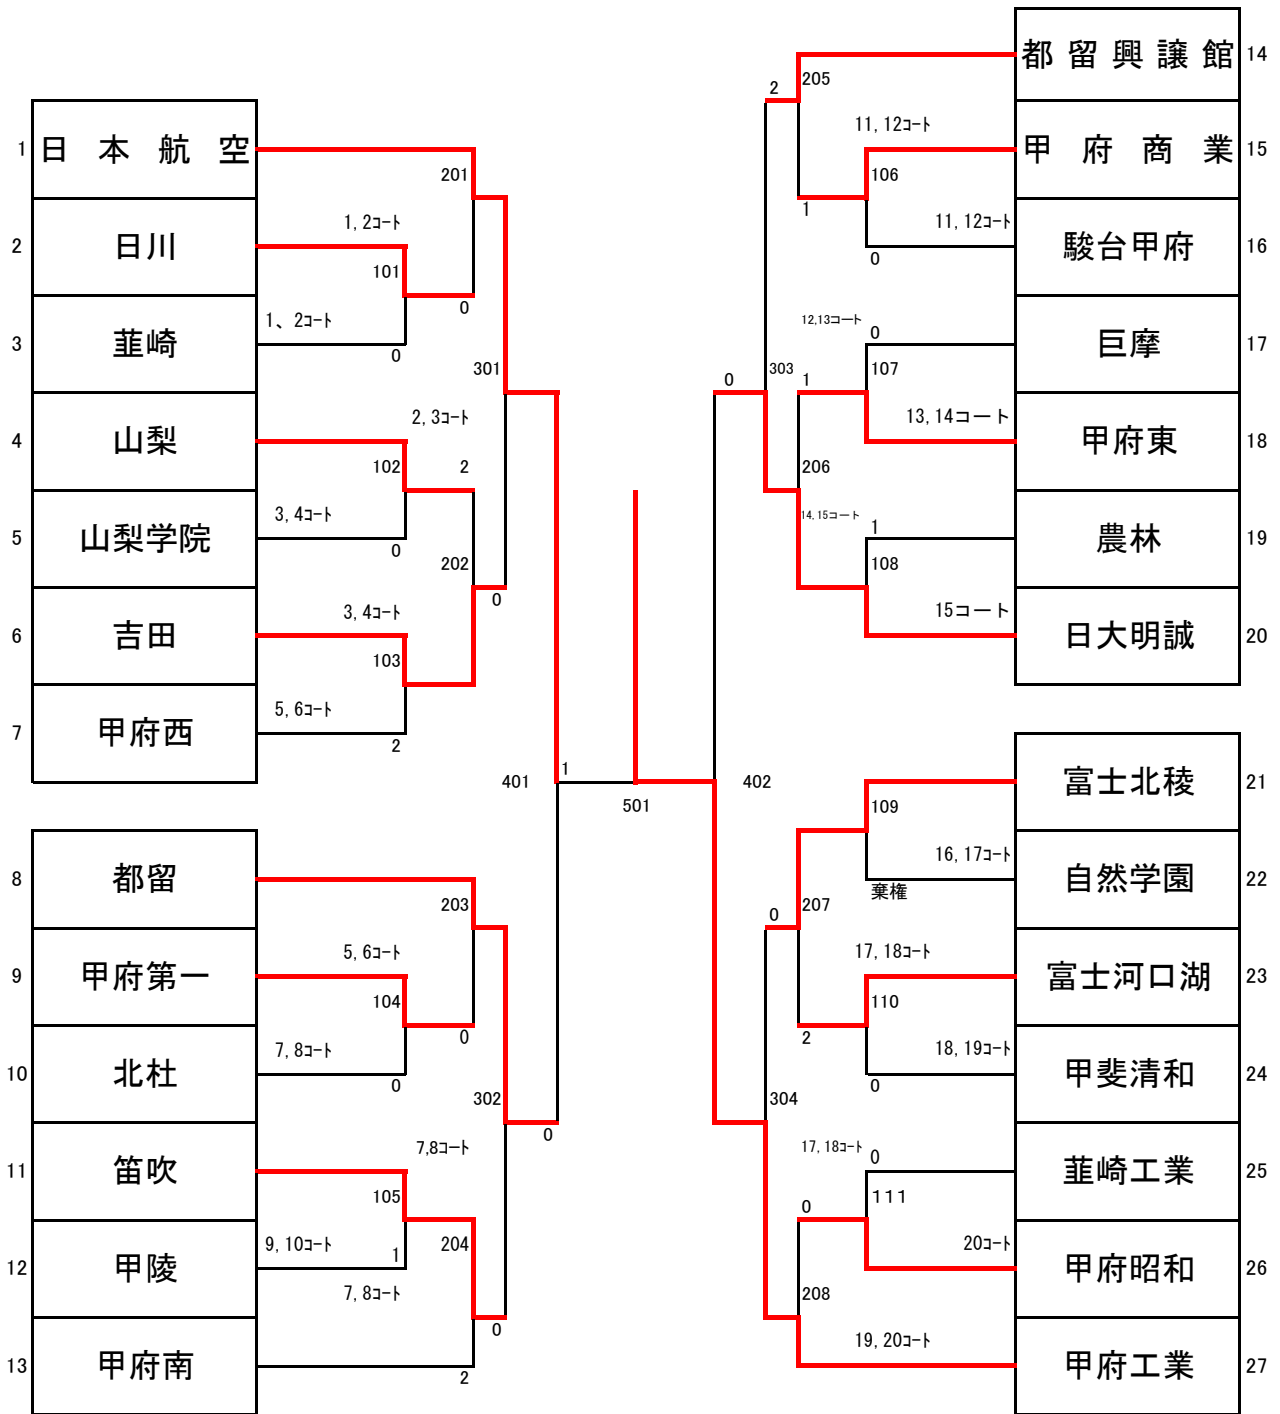 1 日本航空
2 日川
3 韮崎
4 山梨
5 山梨学院
6 吉田
7 甲府西
8 都留
9 甲府第一
10 北杜
11 笛吹
12 甲陵
13 甲府南
201
1,2コート
101
0
1、2コート
0
301
2,3コート
102
2
3,4コート
0
202
0
3,4コート
103
5,6コート
2
401
1
501
203
5,6コート
104
0
7,8コート
0
302
0
7,8コート
105
9,10コート
1
204
7,8コート
0
2
都留興譲館 14
甲府商業 15
駿台甲府 16
巨摩 17
甲府東 18
農林 19
日大明誠 20
富士北稜 21
自然学園 22
富士河口湖 23
甲斐清和 24
韮崎工業 25
甲府昭和 26
甲府工業 27
2
205
11,12コート
106
1
11,12コート
0
12,13コート
0
303
1
107
0
13,14コート
206
14,15コート
1
108
15コート
402
109
16,17コート
棄権
0
207
17,18コート
110
2
18,19コート
0
304
17,18コート
0
111
0
20コート
208
19,20コート